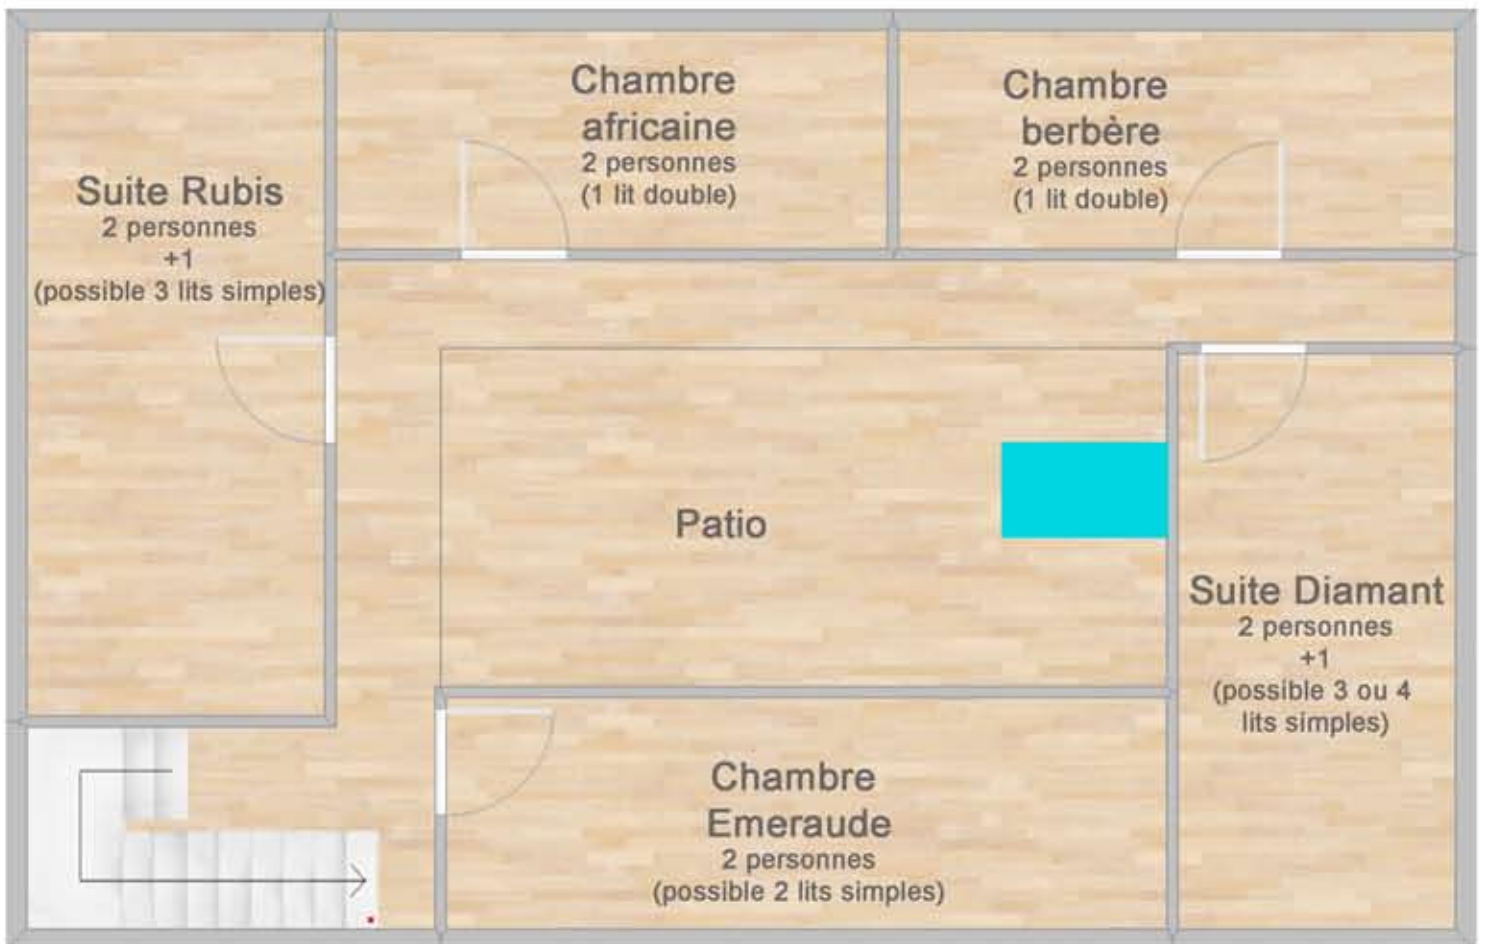 Chambre
africaine
2 personnes
(1 lit double)
Chambre
berbère
2 personnes
(1 lit double)
Suite Rubis
2 personnes
+1
(possible 3 lits simples)
Patio
Suite Diamant
2 personnes
+1
(possible 3 ou 4
lits simples)
Chambre
Emeraude
2 personnes
(possible 2 lits simples)